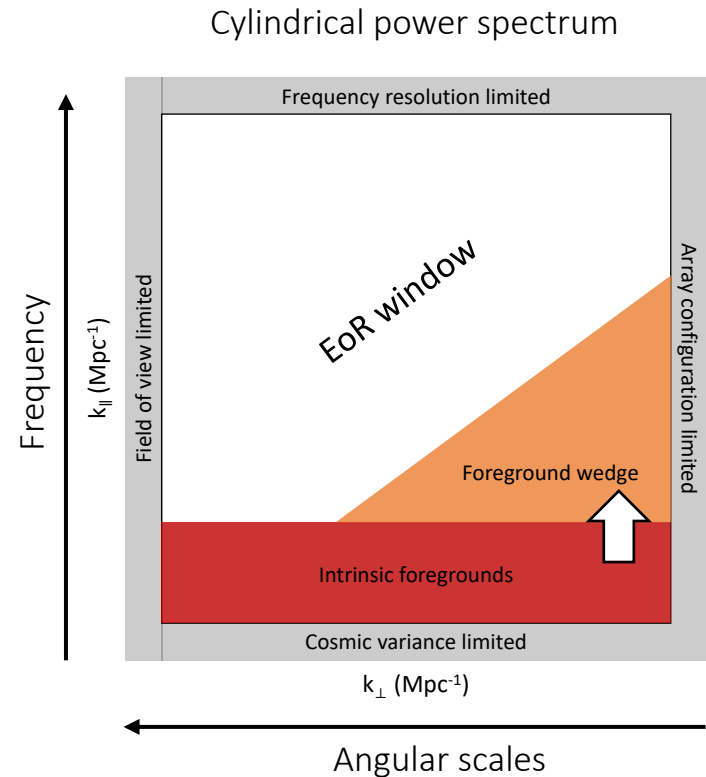 Cylindrical power spectrum
Frequency resolution limited
Frequency
k∥ (Mpc⁻¹)
Field of view limited
EoR window
Array configuration limited
Foreground wedge
Intrinsic foregrounds
Cosmic variance limited
k⊥ (Mpc⁻¹)
Angular scales